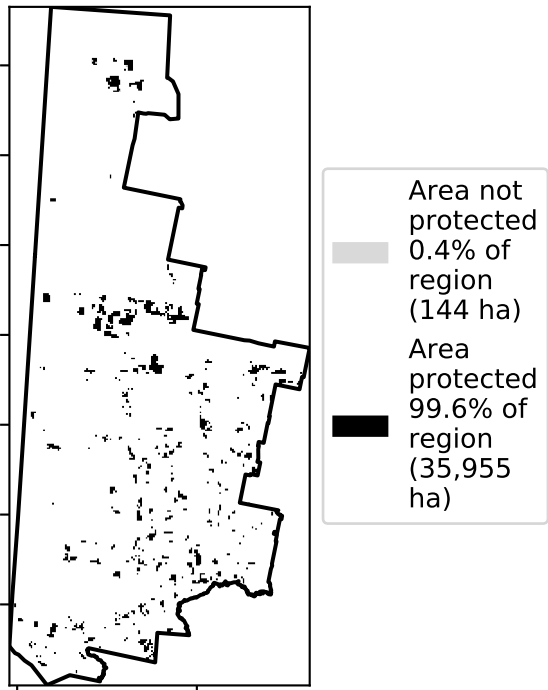 Area not
protected
0.4% of
region
(144 ha)
Area
protected
99.6% of
region
(35,955
ha)